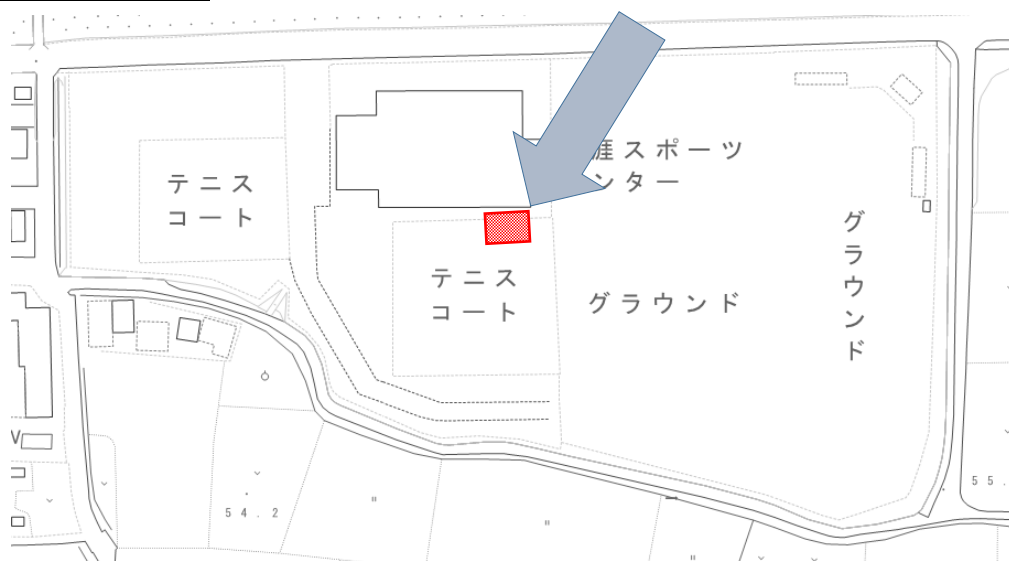 涯スポーツ
ンター
テニス
コート
テニス
コート
グラウンド
グラウンド
54.2
55.